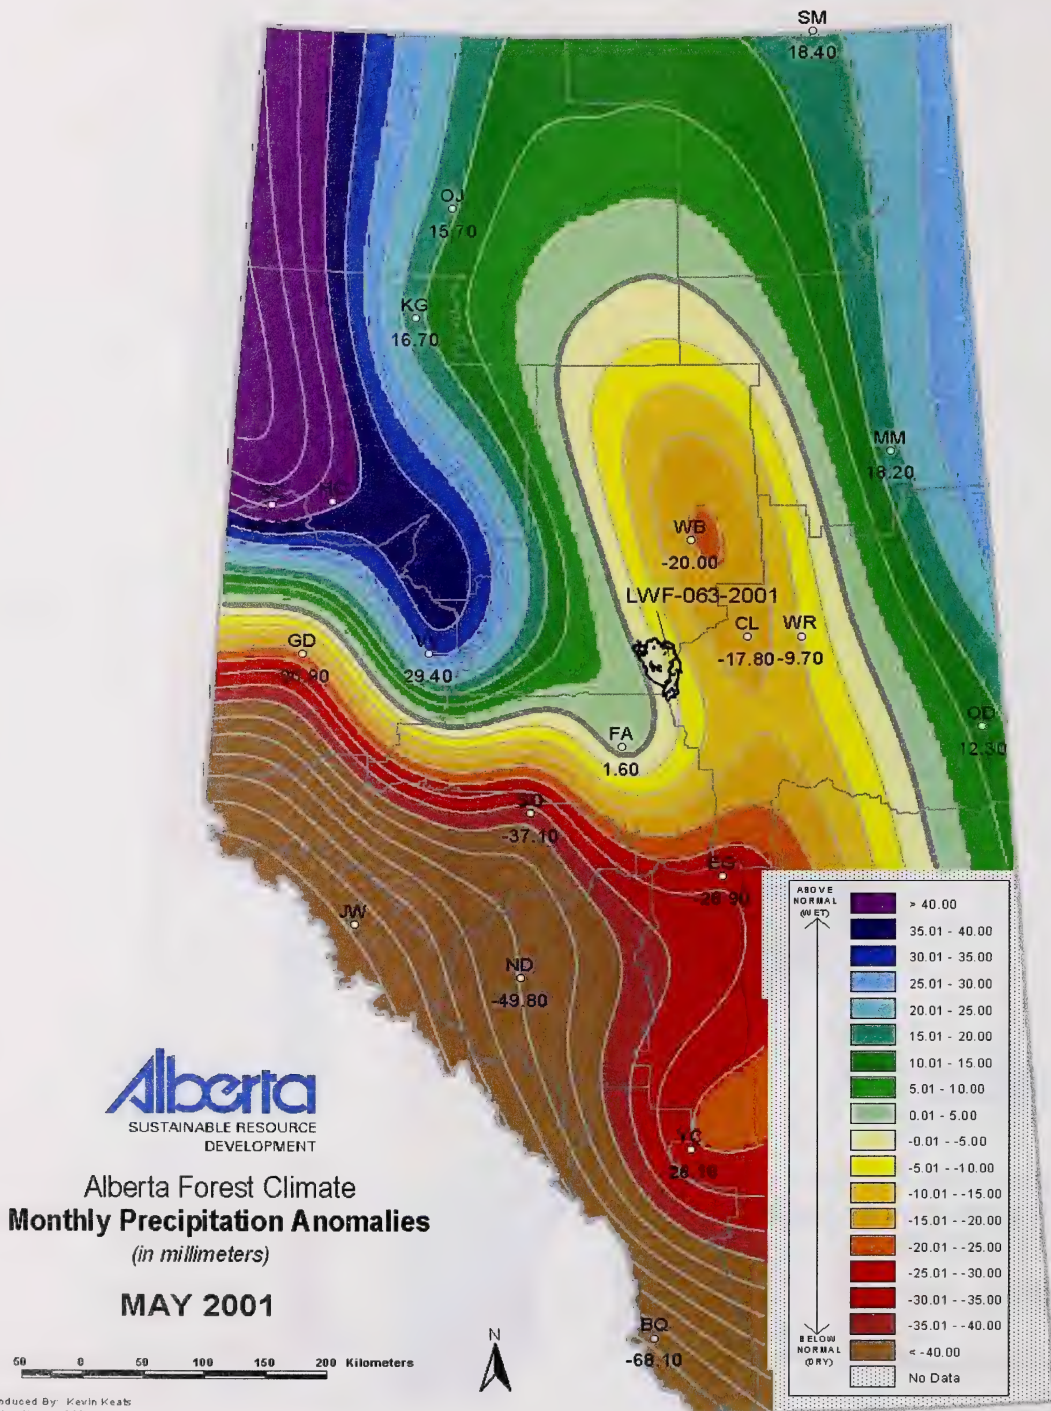 SM
18.40
OJ
15.70
KG
16.70
MM
18.20
WB
-20.00
LWF-063-2001
CL WR
-17.80 -9.70
GD
29.40
FA
1.60
12.30
-37.10
JW
ND
-49.80
BQ
-68.10
ABOVE
NORMAL
(WET)
> 40.00
35.01 - 40.00
30.01 - 35.00
25.01 - 30.00
20.01 - 25.00
15.01 - 20.00
10.01 - 15.00
5.01 - 10.00
0.01 - 5.00
-0.01 - -5.00
-5.01 - -10.00
-10.01 - -15.00
-15.01 - -20.00
-20.01 - -25.00
-25.01 - -30.00
-30.01 - -35.00
-35.01 - -40.00
< -40.00
No Data
BELOW
NORMAL
(DRY)
Alberta
SUSTAINABLE RESOURCE
DEVELOPMENT
Alberta Forest Climate
Monthly Precipitation Anomalies
(in millimeters)
MAY 2001
N
50 0 50 100 150 200 Kilometers
oduced By: Kevin Keats